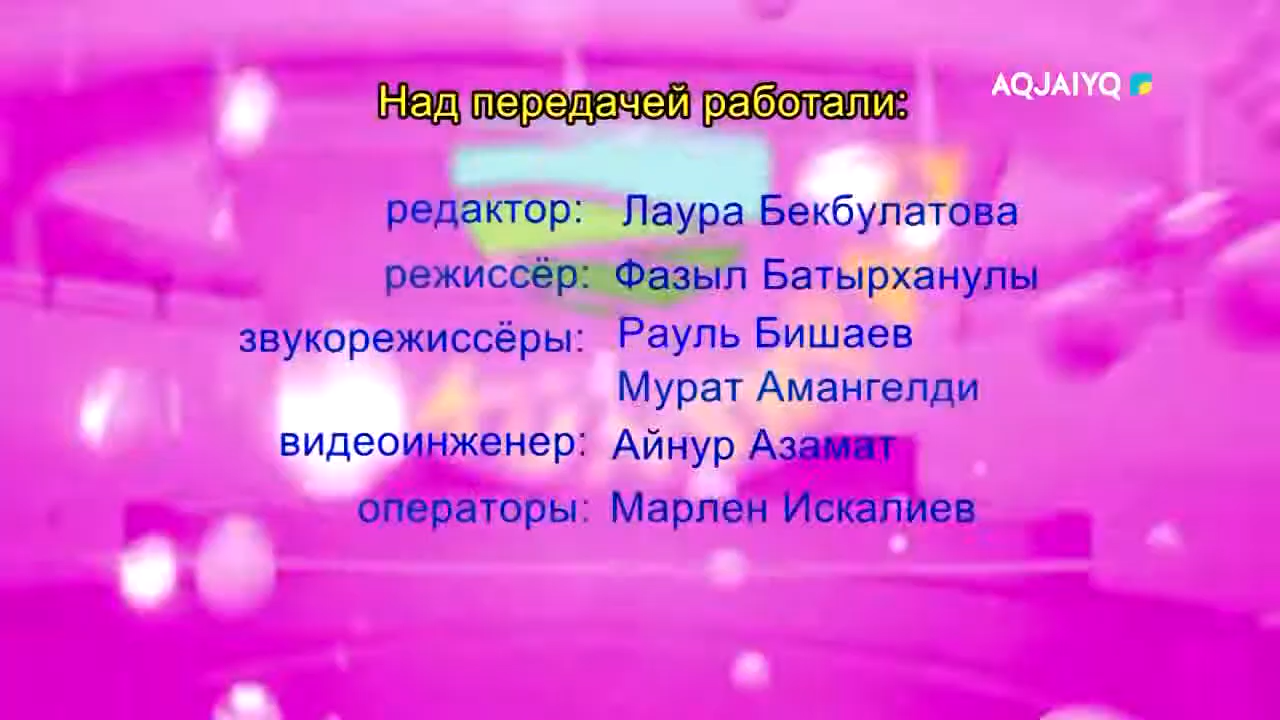 AQJAIYQ
Над передачей работали:
редактор: Лаура Бекбулатова
режиссёр: Фазыл Батырханулы
звукорежиссёры: Рауль Бишаев
Мурат Амангелди
видеоинженер: Айнур Азамат
операторы: Марлен Искалиев